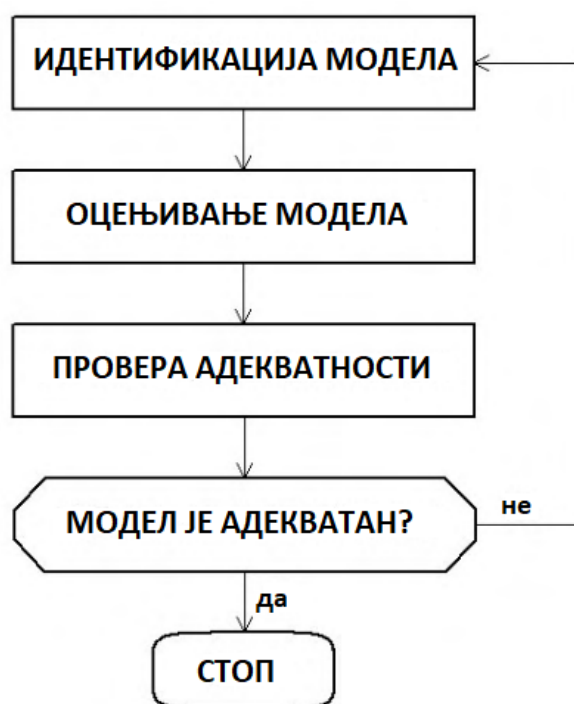 ИДЕНТИФИКАЦИЈА МОДЕЛА
ОЦЕЊИВАЊЕ МОДЕЛА
ПРОВЕРА АДЕКВАТНОСТИ
МОДЕЛ ЈЕ АДЕКВАТАН?
не
да
СТОП